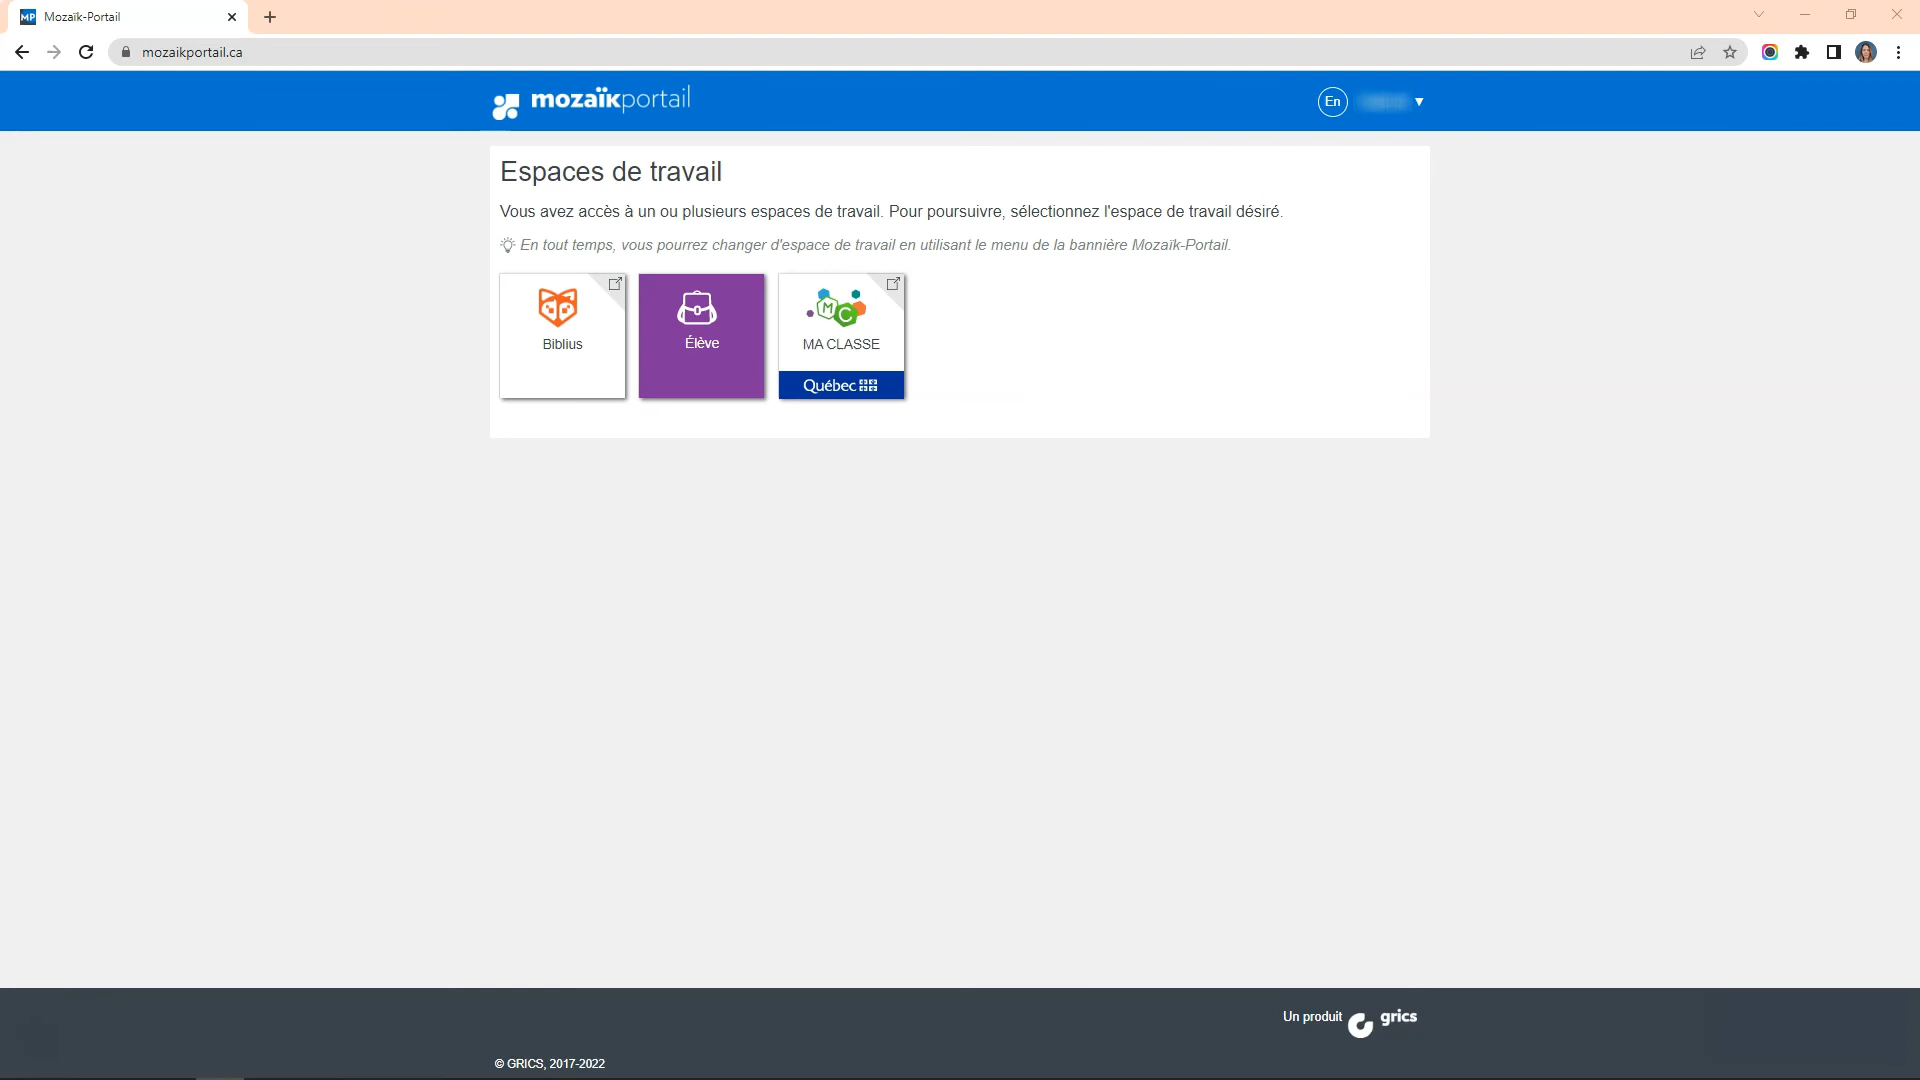 MP Mozaïk-Portail
mozaikportail.ca
mozaïkportail
En
Espaces de travail
Vous avez accès à un ou plusieurs espaces de travail. Pour poursuivre, sélectionnez l'espace de travail désiré.
En tout temps, vous pourrez changer d'espace de travail en utilisant le menu de la bannière Mozaïk-Portail.
Biblius
Élève
MC
MA CLASSE
Québec
Un produit grics
© GRICS, 2017-2022